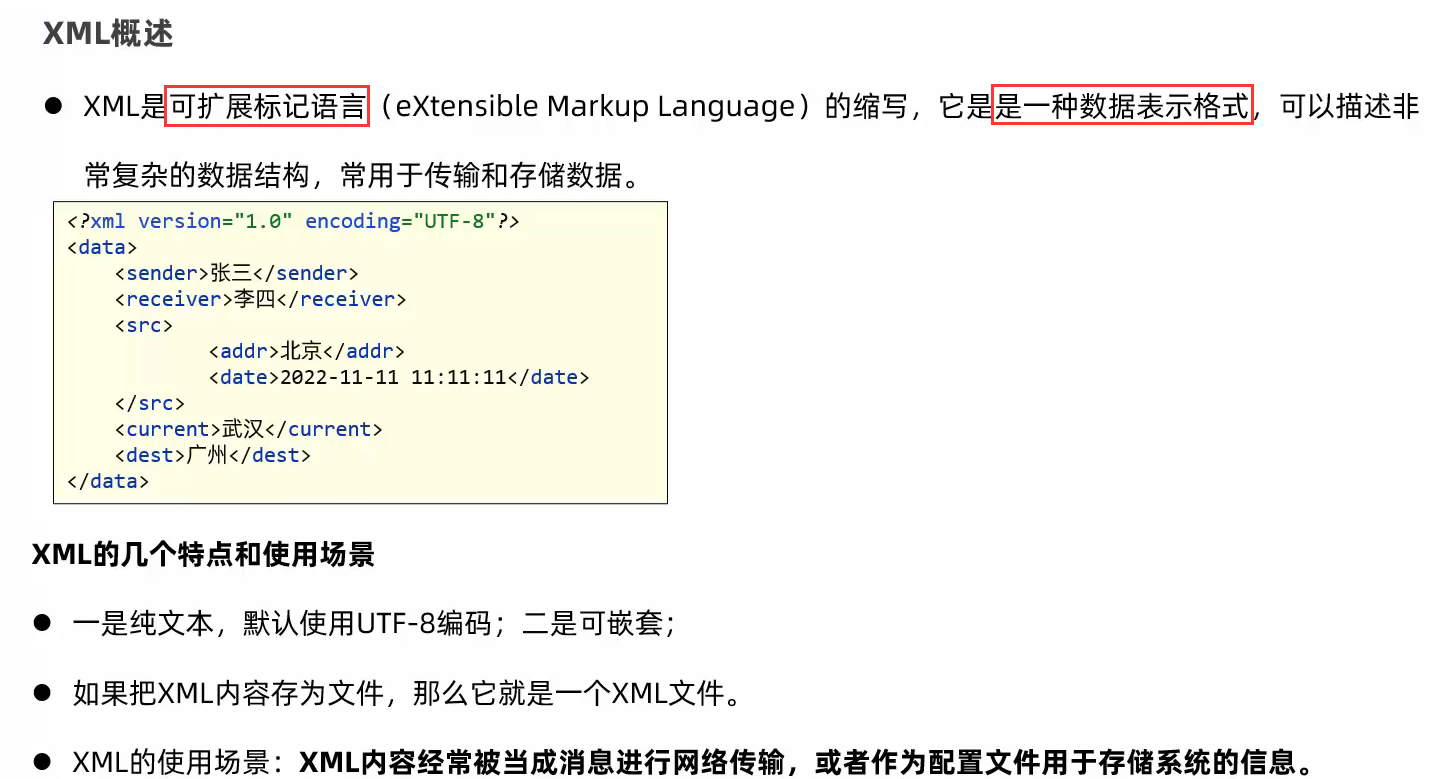 XML概述
● XML是可扩展标记语言（eXtensible Markup Language）的缩写，它是是一种数据表示格式，可以描述非
常复杂的数据结构，常用于传输和存储数据。
<?xml version="1.0" encoding="UTF-8"?>
<data>
    <sender>张三</sender>
    <receiver>李四</receiver>
    <src>
            <addr>北京</addr>
            <date>2022-11-11 11:11:11</date>
    </src>
    <current>武汉</current>
    <dest>广州</dest>
</data>
XML的几个特点和使用场景
● 一是纯文本，默认使用UTF-8编码；二是可嵌套；
● 如果把XML内容存为文件，那么它就是一个XML文件。
● XML的使用场景：XML内容经常被当成消息进行网络传输，或者作为配置文件用于存储系统的信息。